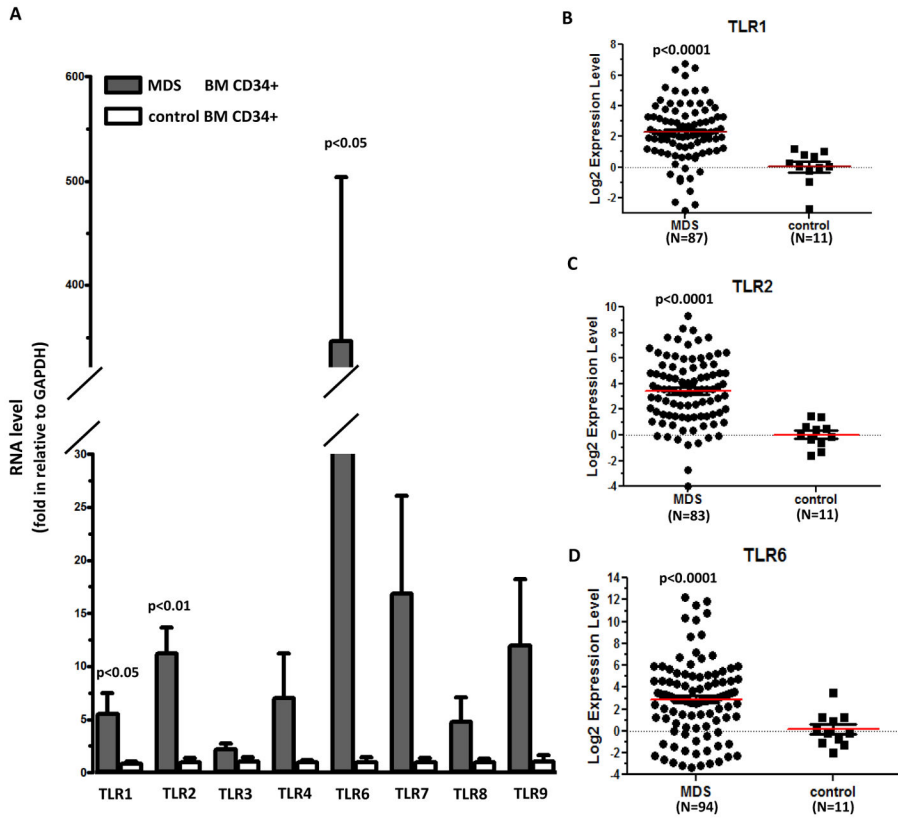 A
600
500
400
30
25
20
15
10
5
0
RNA level
(fold in relative to GAPDH)
MDS BM CD34+
control BM CD34+
p<0.05
p<0.01
p<0.05
TLR1 TLR2 TLR3 TLR4 TLR6 TLR7 TLR8 TLR9
B
TLR1
p<0.0001
Log2 Expression Level
8
6
4
2
0
-2
MDS control
(N=87) (N=11)
C
TLR2
p<0.0001
Log2 Expression Level
10
8
6
4
2
0
-2
-4
MDS control
(N=83) (N=11)
D
TLR6
p<0.0001
Log2 Expression Level
14
12
10
8
6
4
2
0
-2
-4
MDS control
(N=94) (N=11)